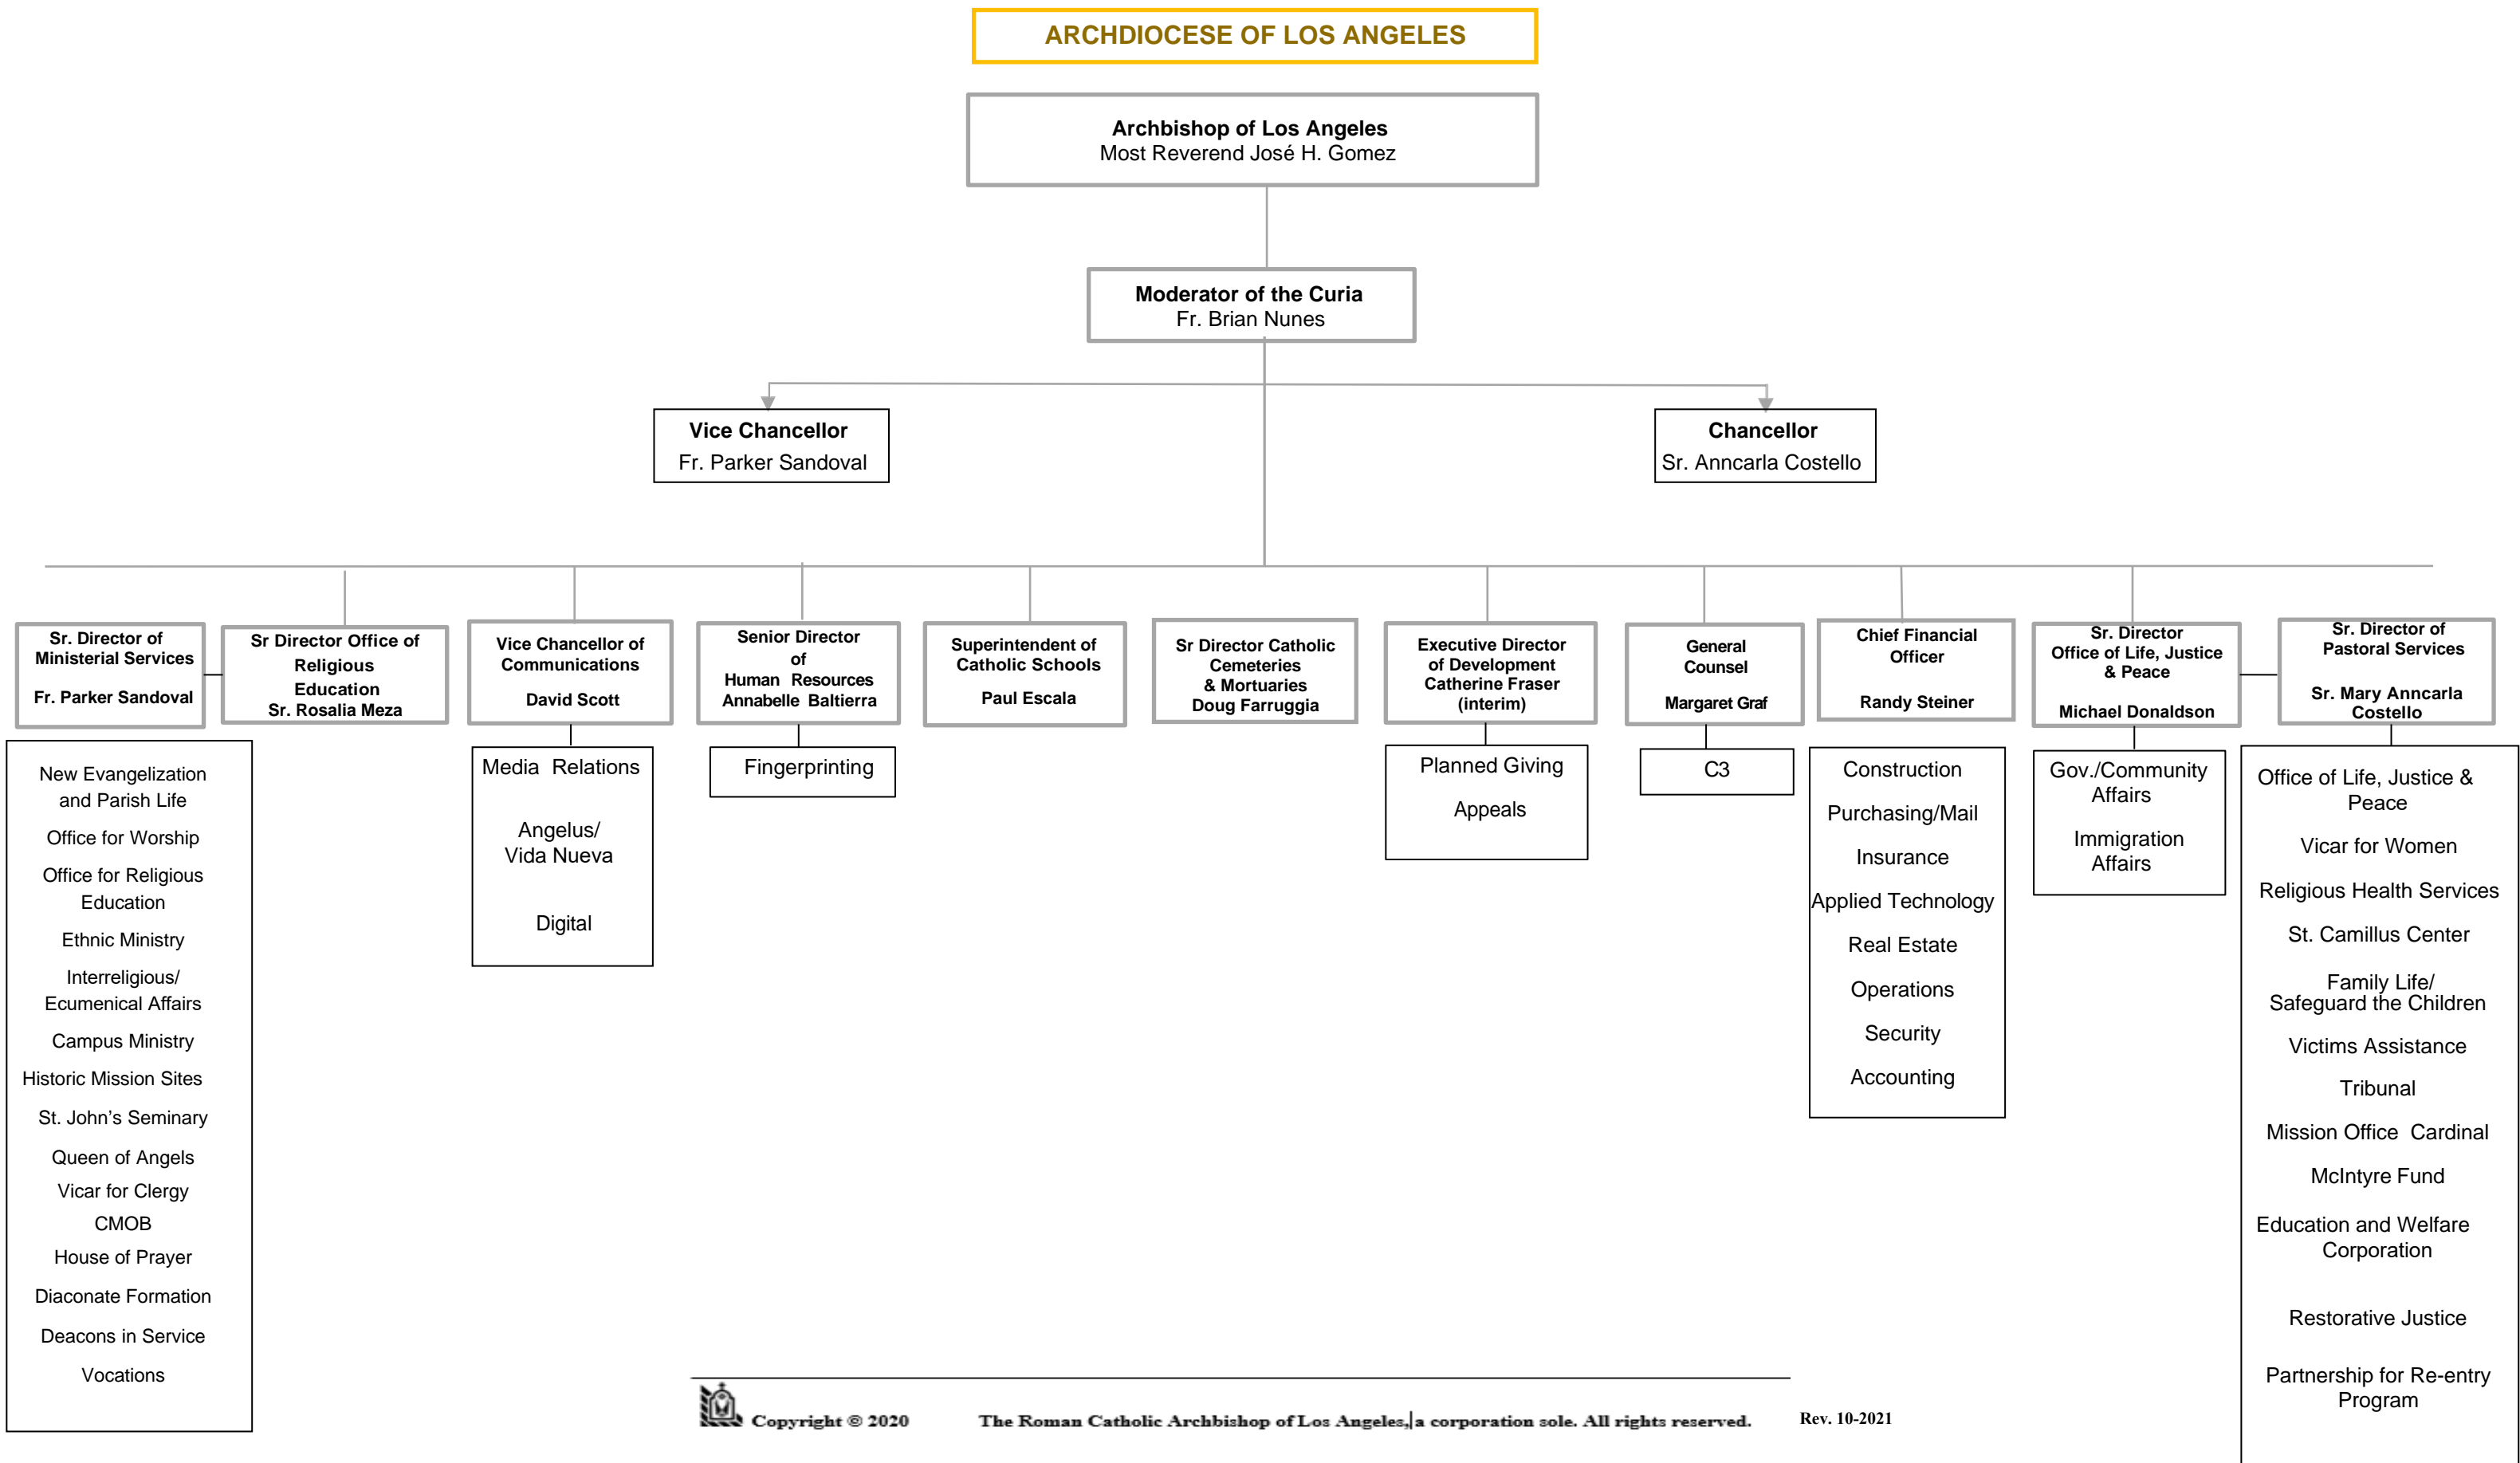 ARCHDIOCESE OF LOS ANGELES
Archbishop of Los Angeles
Most Reverend José H. Gomez
Moderator of the Curia
Fr. Brian Nunes
Vice Chancellor
Fr. Parker Sandoval
Chancellor
Sr. Anncarla Costello
Sr. Director of
Ministerial Services
Fr. Parker Sandoval
Sr Director Office of
Religious
Education
Sr. Rosalia Meza
Vice Chancellor of
Communications
David Scott
Senior Director
of
Human Resources
Annabelle Baltierra
Superintendent of
Catholic Schools
Paul Escala
Sr Director Catholic
Cemeteries
& Mortuaries
Doug Farruggia
Executive Director
of Development
Catherine Fraser
(interim)
General
Counsel
Margaret Graf
Chief Financial
Officer
Randy Steiner
Sr. Director
Office of Life, Justice
& Peace
Michael Donaldson
Sr. Director of
Pastoral Services
Sr. Mary Anncarla
Costello
New Evangelization
and Parish Life
Office for Worship
Office for Religious
Education
Ethnic Ministry
Interreligious/
Ecumenical Affairs
Campus Ministry
Historic Mission Sites
St. John’s Seminary
Queen of Angels
Vicar for Clergy
CMOB
House of Prayer
Diaconate Formation
Deacons in Service
Vocations
Media Relations
Angelus/
Vida Nueva
Digital
Fingerprinting
Planned Giving
Appeals
C3
Construction
Purchasing/Mail
Insurance
Applied Technology
Real Estate
Operations
Security
Accounting
Gov./Community
Affairs
Immigration
Affairs
Office of Life, Justice &
Peace
Vicar for Women
Religious Health Services
St. Camillus Center
Family Life/
Safeguard the Children
Victims Assistance
Tribunal
Mission Office Cardinal
McIntyre Fund
Education and Welfare
Corporation
Restorative Justice
Partnership for Re-entry
Program
Copyright © 2020 The Roman Catholic Archbishop of Los Angeles, a corporation sole. All rights reserved. Rev. 10-2021